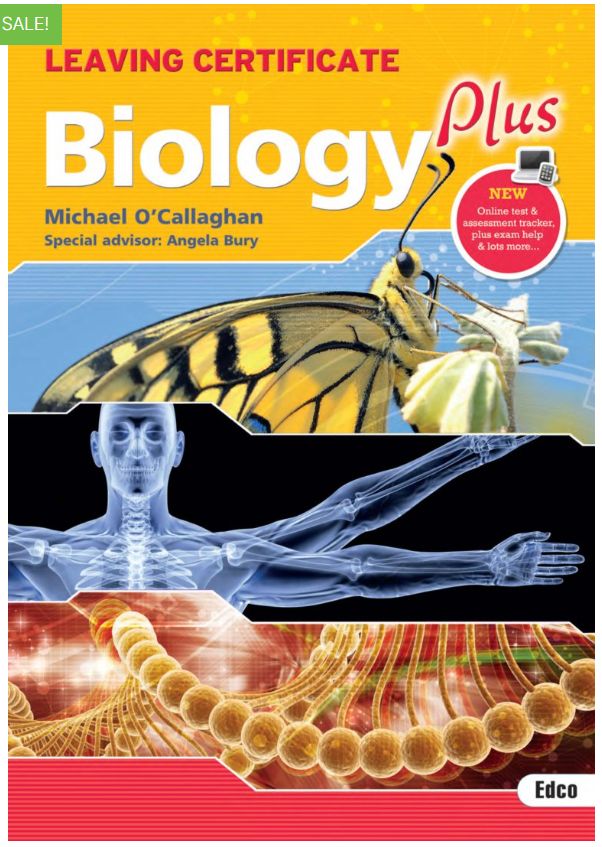 SALE!
LEAVING CERTIFICATE
Biology Plus
Michael O'Callaghan
Special advisor: Angela Bury
NEW
Online test &
assessment tracker,
plus exam help
& lots more...
Edco